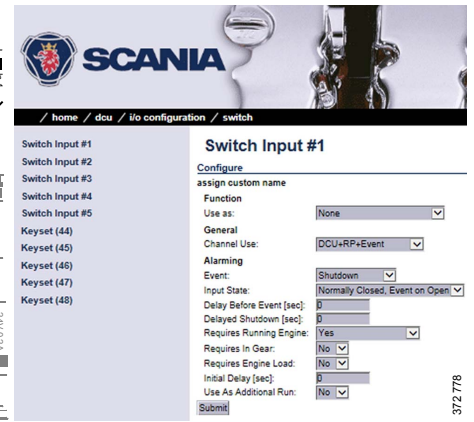 SCANIA
/ home / dcu / i/o configuration / switch
Switch Input #1
Switch Input #2
Switch Input #3
Switch Input #4
Switch Input #5
Keyset (44)
Keyset (45)
Keyset (46)
Keyset (47)
Keyset (48)
Switch Input #1
Configure
assign custom name
Function
Use as: None
General
Channel Use: DCU+RP+Event
Alarming
Event: Shutdown
Input State: Normally Closed, Event on Open
Delay Before Event [sec]: 0
Delayed Shutdown [sec]: 0
Requires Running Engine: Yes
Requires In Gear: No
Requires Engine Load: No
Initial Delay [sec]: 0
Use As Additional Run: No
Submit
372 778